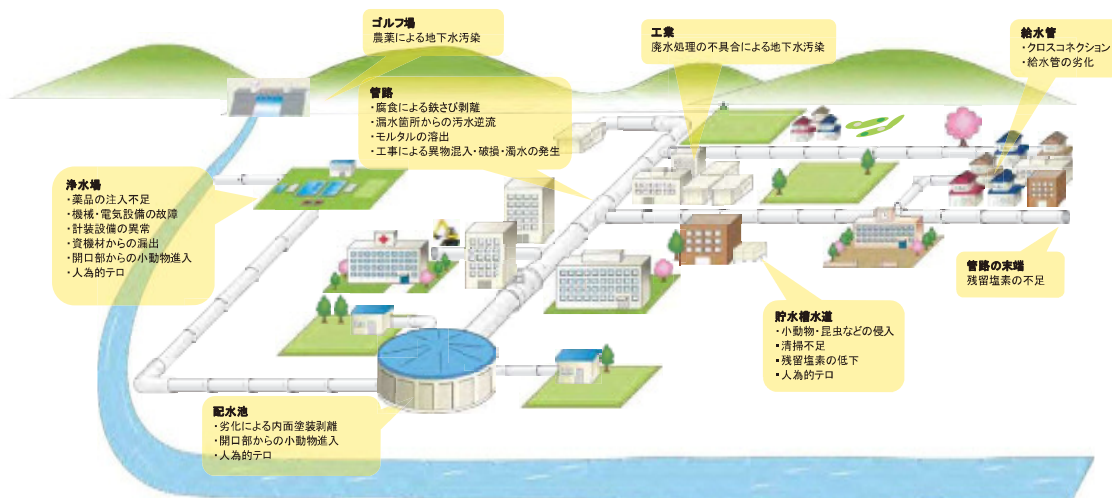 ゴルフ場
農薬による地下水汚染
工業
廃水処理の不具合による地下水汚染
給水管
・クロスコネクション
・給水管の劣化
管路
・腐食による鉄さび剥離
・漏水箇所からの汚水逆流
・モルタルの溶出
・工事による異物混入・破損・濁水の発生
浄水場
・薬品の注入不足
・機械・電気設備の故障
・計装設備の異常
・資機材からの漏出
・開口部からの小動物進入
・人為的テロ
管路の末端
残留塩素の不足
貯水槽水道
・小動物・昆虫などの侵入
・清掃不足
・残留塩素の低下
・人為的テロ
配水池
・劣化による内面塗装剥離
・開口部からの小動物進入
・人為的テロ